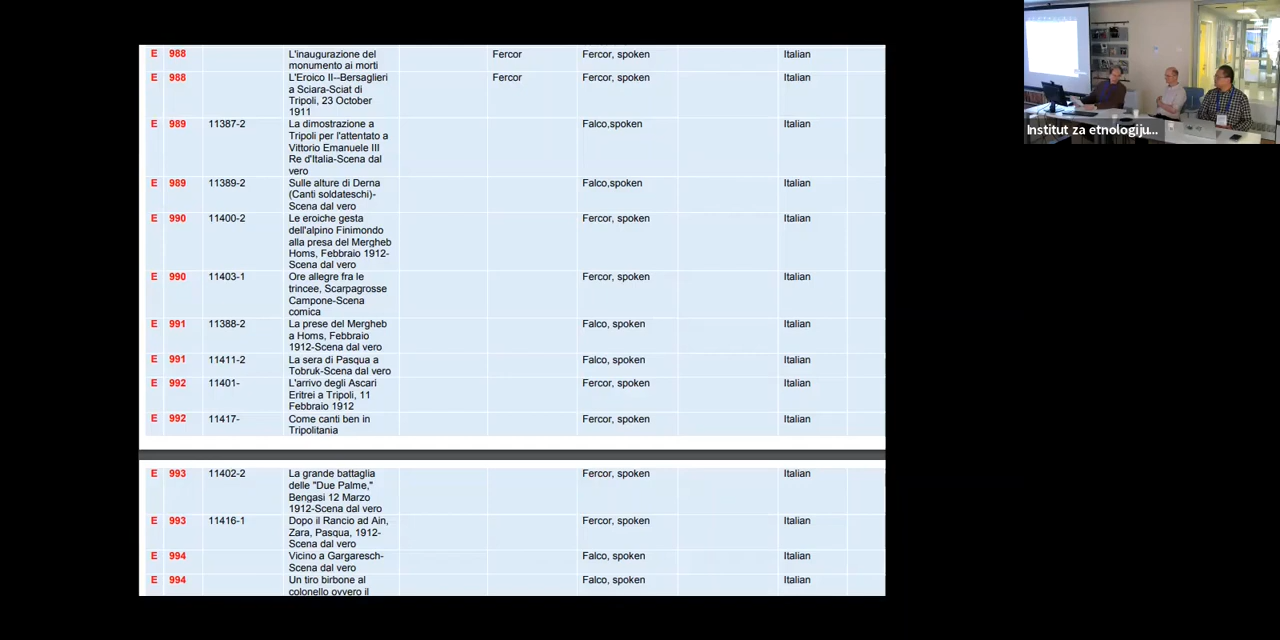 E 988 L'inaugurazione del Fercor Fercor, spoken Italian
monumento ai morti
E 988 L'Eroico II--Bersaglieri Fercor Fercor, spoken Italian
a Sciara-Sciat di
Tripoli, 23 October
1911
E 989 11387-2 La dimostrazione a Falco,spoken Italian
Tripoli per l'attentato a
Vittorio Emanuele III
Re d'Italia-Scena dal
vero
E 989 11389-2 Sulle alture di Derna Falco,spoken Italian
(Canti soldateschi)-
Scena dal vero
E 990 11400-2 Le eroiche gesta Fercor, spoken Italian
dell'alpino Finimondo
alla presa del Mergheb
Homs, Febbraio 1912-
Scena dal vero
E 990 11403-1 Ore allegre fra le Fercor, spoken Italian
trincee, Scarpagrosse
Campone-Scena
comica
E 991 11388-2 La prese del Mergheb Falco, spoken Italian
a Homs, Febbraio
1912-Scena dal vero
E 991 11411-2 La sera di Pasqua a Falco, spoken Italian
Tobruk-Scena dal vero
E 992 11401- L'arrivo degli Ascari Fercor, spoken Italian
Eritrei a Tripoli, 11
Febbraio 1912
E 992 11417- Come canti ben in Fercor, spoken Italian
Tripolitania
E 993 11402-2 La grande battaglia Fercor, spoken Italian
delle "Due Palme,"
Bengasi 12 Marzo
1912-Scena dal vero
E 993 11416-1 Dopo il Rancio ad Ain, Fercor, spoken Italian
Zara, Pasqua, 1912-
Scena dal vero
E 994 Vicino a Gargaresch- Falco, spoken Italian
Scena dal vero
E 994 Un tiro birbone al Falco, spoken Italian
colonello ovvero il
Institut za etnologiju...